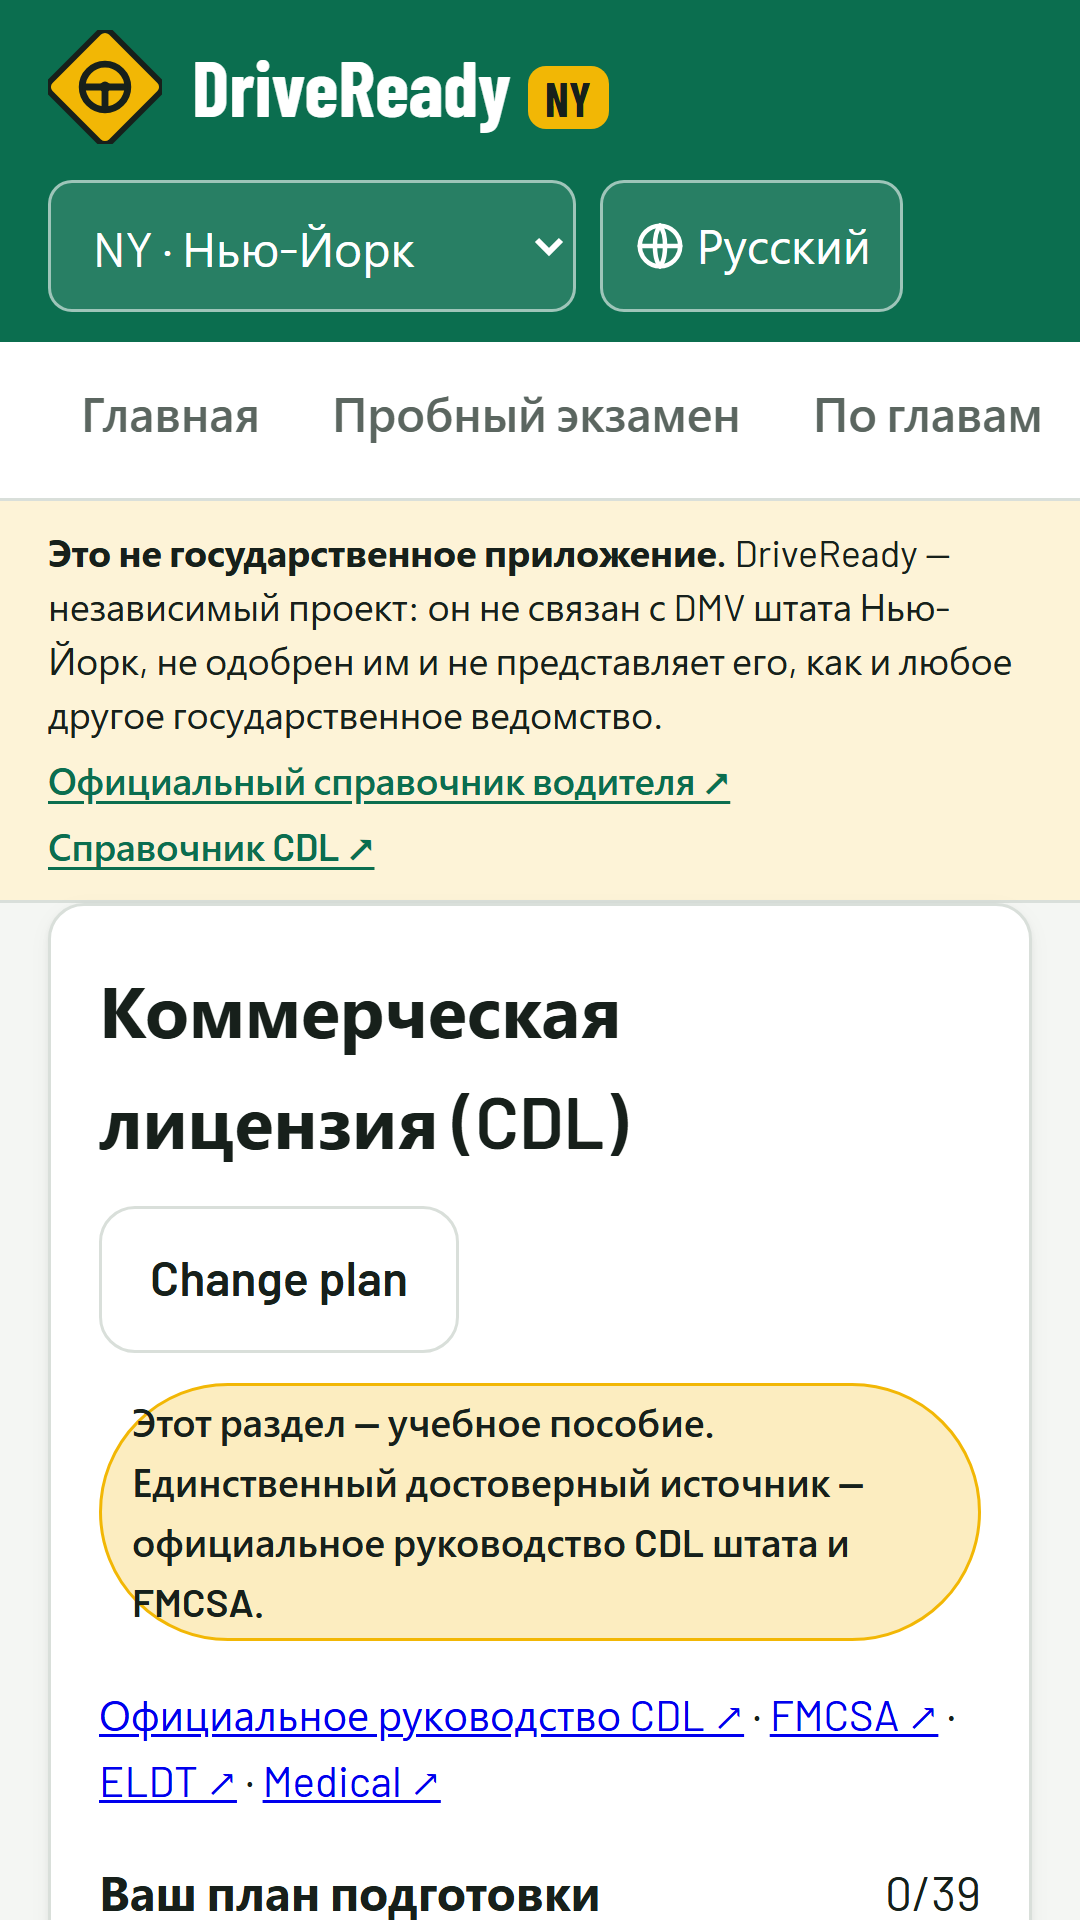 DriveReady NY
NY · Нью-Йорк
Русский
Главная Пробный экзамен По главам
Это не государственное приложение. DriveReady —
независимый проект: он не связан с DMV штата Нью-
Йорк, не одобрен им и не представляет его, как и любое
другое государственное ведомство.
Официальный справочник водителя ↗
Справочник CDL ↗
Коммерческая
лицензия (CDL)
Change plan
Этот раздел — учебное пособие.
Единственный достоверный источник —
официальное руководство CDL штата и
FMCSA.
Официальное руководство CDL ↗ · FMCSA ↗ ·
ELDT ↗ · Medical ↗
Ваш план подготовки 0/39